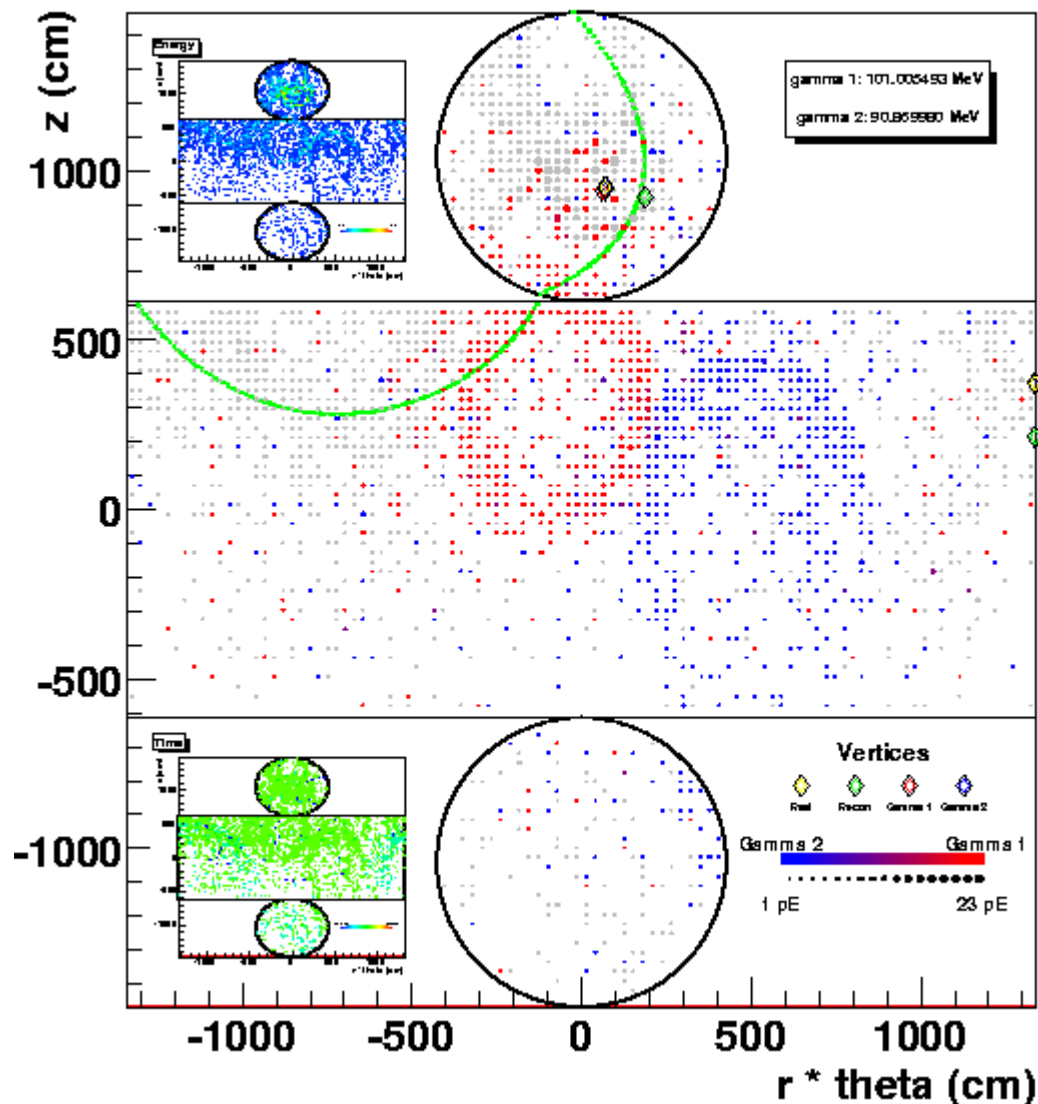 z (cm)
1000
500
0
-500
-1000
-1000
-500
0
500
1000
r * theta (cm)
Energy
gamma 1: 101.005493 MeV
gamma 2: 90.869980 MeV
Time
Vertices
Real
Recon
Gamma 1
Gamma 2
Gamma 2
Gamma 1
1 pE
23 pE